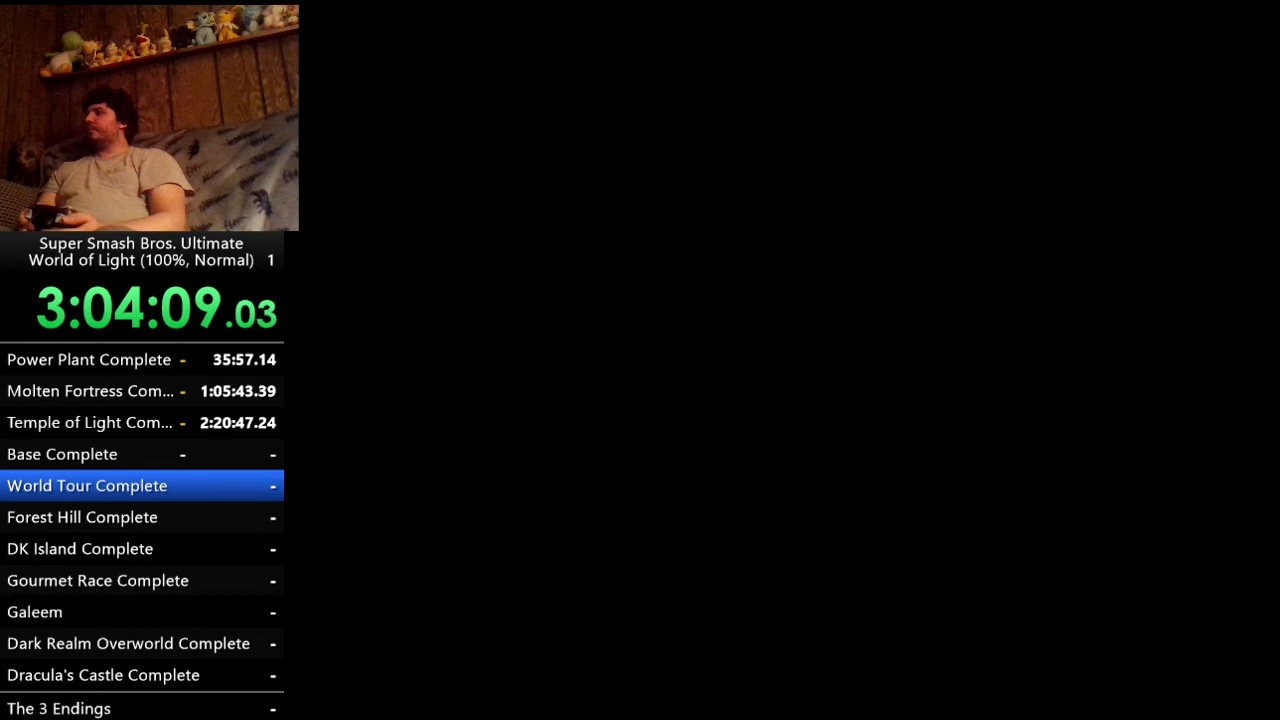 Super Smash Bros. Ultimate
World of Light (100%, Normal) 1
3:04:09.03
Power Plant Complete - 35:57.14
Molten Fortress Com... - 1:05:43.39
Temple of Light Com... - 2:20:47.24
Base Complete - -
World Tour Complete -
Forest Hill Complete -
DK Island Complete -
Gourmet Race Complete -
Galeem -
Dark Realm Overworld Complete -
Dracula's Castle Complete -
The 3 Endings -